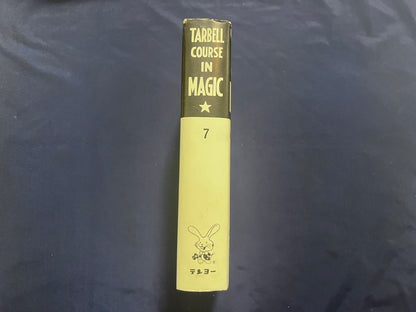 TARBELL
COURSE
IN
MAGIC
7
テンヨー